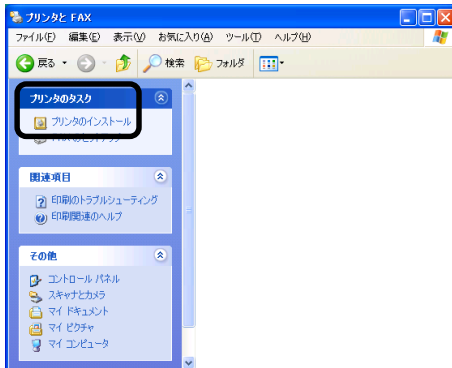 プリンタと FAX
ファイル(F) 編集(E) 表示(V) お気に入り(A) ツール(T) ヘルプ(H)
戻る 検索 フォルダ
プリンタのタスク
プリンタのインストール
関連項目
印刷のトラブルシューティング
印刷関連のヘルプ
その他
コントロール パネル
スキャナとカメラ
マイ ドキュメント
マイ ピクチャ
マイ コンピュータ